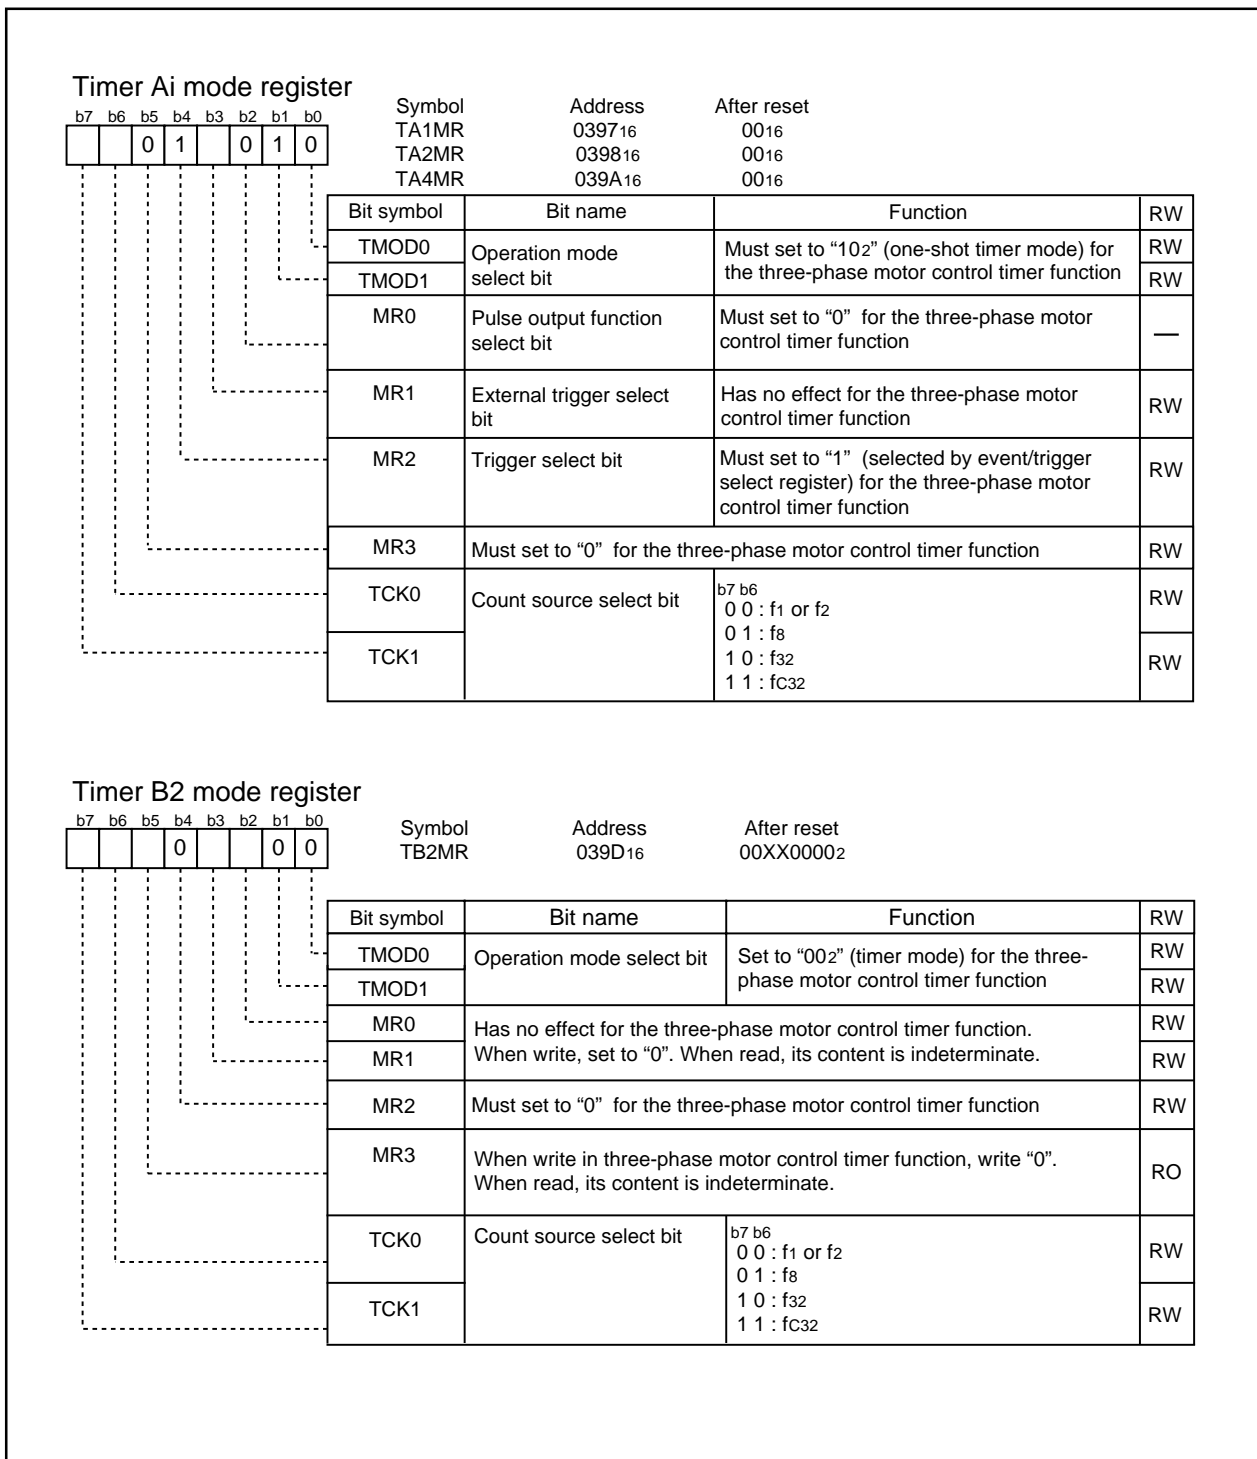 Timer Ai mode register
b7 b6 b5 b4 b3 b2 b1 b0
0 1 0 1 0
Symbol Address After reset
TA1MR 039716 0016
TA2MR 039816 0016
TA4MR 039A16 0016
Bit symbol Bit name Function RW
TMOD0 Operation mode select bit Must set to “102” (one-shot timer mode) for RW
TMOD1 the three-phase motor control timer function RW
MR0 Pulse output function Must set to “0” for the three-phase motor —
select bit control timer function
MR1 External trigger select Has no effect for the three-phase motor RW
bit control timer function
MR2 Trigger select bit Must set to “1” (selected by event/trigger RW
select register) for the three-phase motor
control timer function
MR3 Must set to “0” for the three-phase motor control timer function RW
TCK0 Count source select bit b7 b6 RW
0 0 : f1 or f2
0 1 : f8
TCK1 1 0 : f32 RW
1 1 : fC32
Timer B2 mode register
b7 b6 b5 b4 b3 b2 b1 b0
0 0 0
Symbol Address After reset
TB2MR 039D16 00XX00002
Bit symbol Bit name Function RW
TMOD0 Operation mode select bit Set to “002” (timer mode) for the three- RW
TMOD1 phase motor control timer function RW
MR0 Has no effect for the three-phase motor control timer function. RW
MR1 When write, set to “0”. When read, its content is indeterminate. RW
MR2 Must set to “0” for the three-phase motor control timer function RW
MR3 When write in three-phase motor control timer function, write “0”. RO
When read, its content is indeterminate.
TCK0 Count source select bit b7 b6 RW
0 0 : f1 or f2
0 1 : f8
TCK1 1 0 : f32 RW
1 1 : fC32